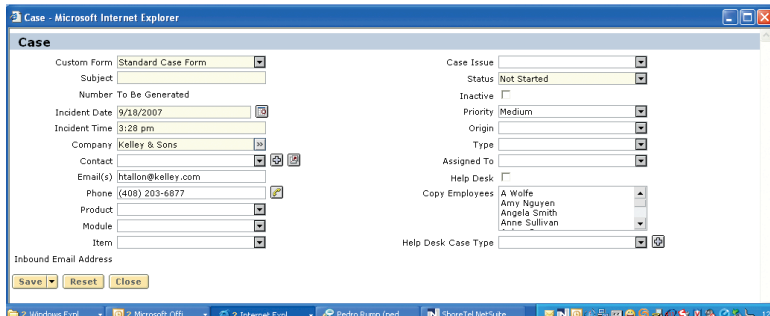 Case - Microsoft Internet Explorer
Case
Custom Form Standard Case Form
Subject
Number To Be Generated
Incident Date 9/18/2007
Incident Time 3:28 pm
Company Kelley & Sons
Contact
Email(s) htallon@kelley.com
Phone (408) 203-6877
Product
Module
Item
Inbound Email Address
Case Issue
Status Not Started
Inactive
Priority Medium
Origin
Type
Assigned To
Help Desk
Copy Employees A Wolfe
Amy Nguyen
Angela Smith
Anne Sullivan
Help Desk Case Type
Save Reset Close
2 Windows Expl... 2 Microsoft Offi... 2 Internet Expl... Pedro Rump (ped... ShoreTel NetSuite